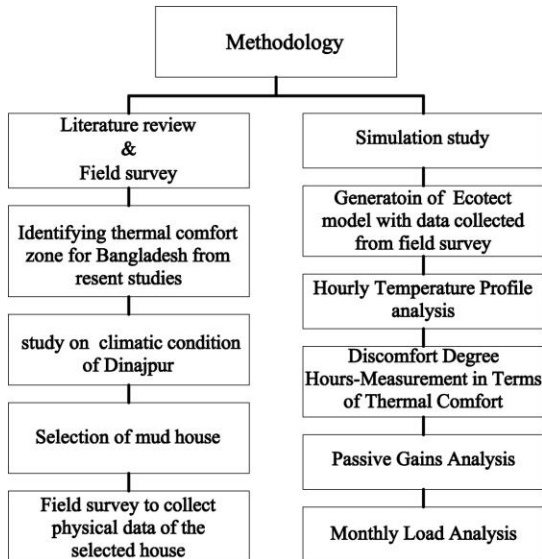 Methodology
Literature review
&
Field survey
Identifying thermal comfort
zone for Bangladesh from
resent studies
study on climatic condition
of Dinajpur
Selection of mud house
Field survey to collect
physical data of the
selected house
Simulation study
Generatoin of Ecotect
model with data collected
from field survey
Hourly Temperature Profile
analysis
Discomfort Degree
Hours-Measurement in Terms
of Thermal Comfort
Passive Gains Analysis
Monthly Load Analysis